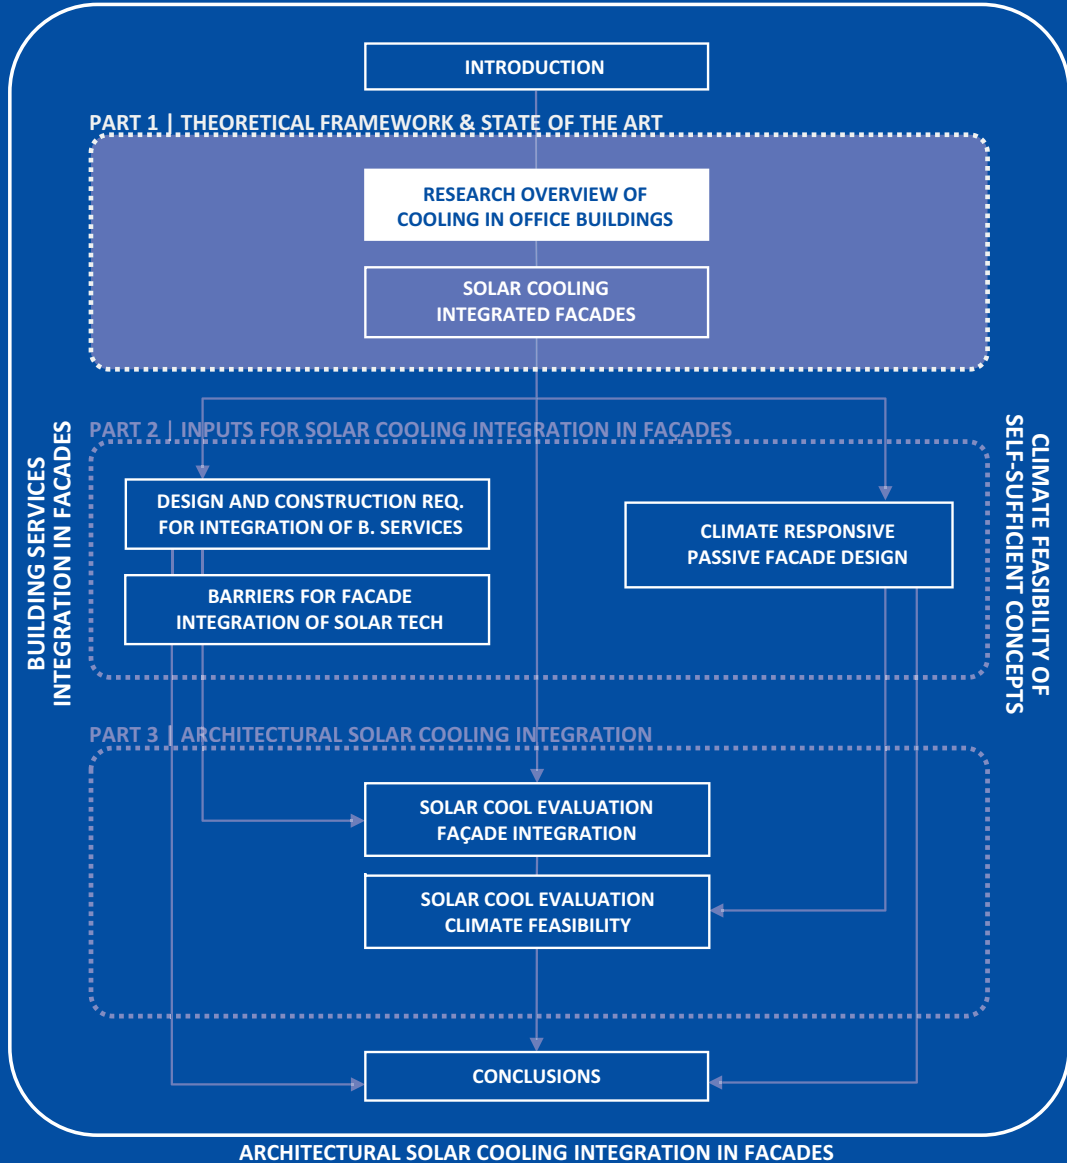 INTRODUCTION
PART 1 | THEORETICAL FRAMEWORK & STATE OF THE ART
RESEARCH OVERVIEW OF
COOLING IN OFFICE BUILDINGS
SOLAR COOLING
INTEGRATED FACADES
PART 2 | INPUTS FOR SOLAR COOLING INTEGRATION IN FAÇADES
BUILDING SERVICES
INTEGRATION IN FACADES
DESIGN AND CONSTRUCTION REQ.
FOR INTEGRATION OF B. SERVICES
BARRIERS FOR FACADE
INTEGRATION OF SOLAR TECH
CLIMATE RESPONSIVE
PASSIVE FACADE DESIGN
CLIMATE FEASIBILITY OF
SELF-SUFFICIENT CONCEPTS
PART 3 | ARCHITECTURAL SOLAR COOLING INTEGRATION
SOLAR COOL EVALUATION
FAÇADE INTEGRATION
SOLAR COOL EVALUATION
CLIMATE FEASIBILITY
CONCLUSIONS
ARCHITECTURAL SOLAR COOLING INTEGRATION IN FACADES